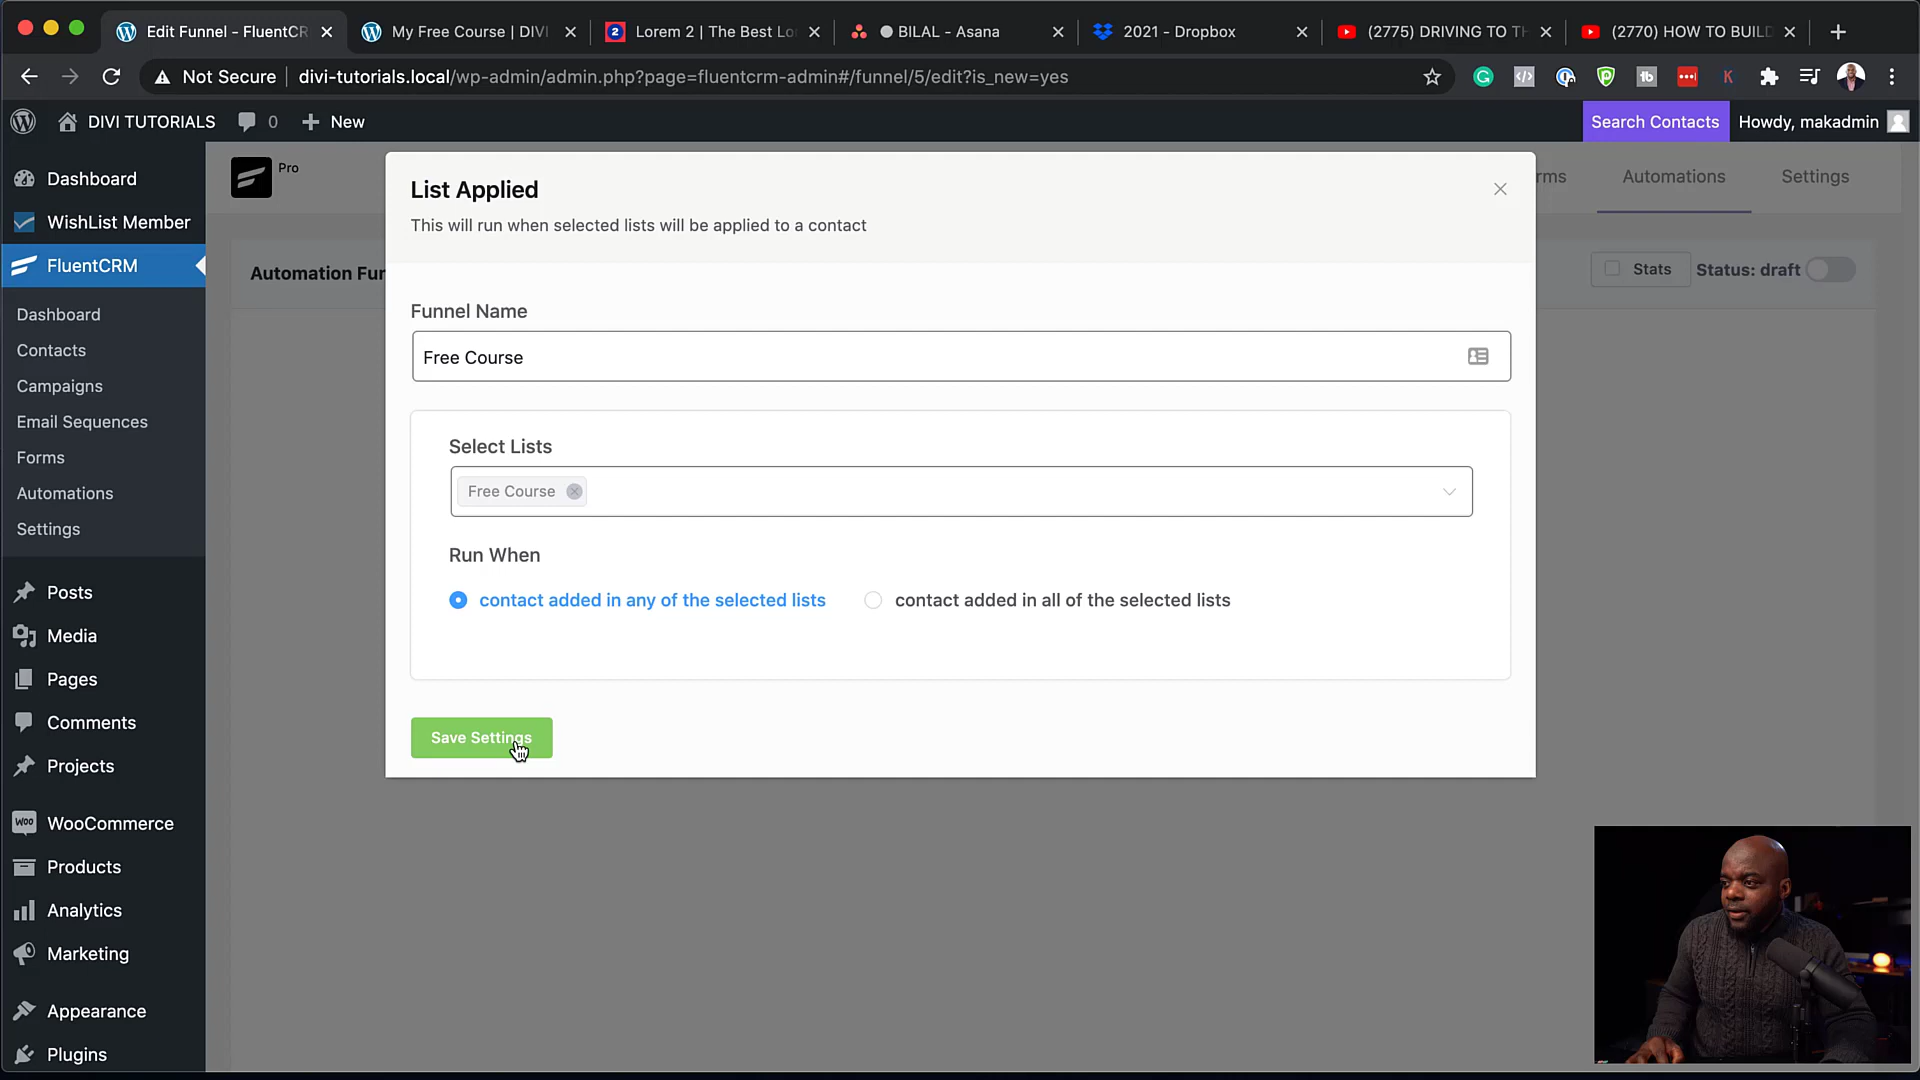 Edit Funnel - FluentCR
My Free Course | DIVI
2
Lorem 2 | The Best Lo
BILAL - Asana
2021 - Dropbox
(2775) DRIVING TO TH
(2770) HOW TO BUILD
Not Secure
divi-tutorials.local/wp-admin/admin.php?page=fluentcrm-admin#/funnel/5/edit?is_new=yes
DIVI TUTORIALS
0
New
Search Contacts
Howdy, makadmin
Dashboard
WishList Member
FluentCRM
Dashboard
Contacts
Campaigns
Email Sequences
Forms
Automations
Settings
Posts
Media
Pages
Comments
Projects
WooCommerce
Products
Analytics
Marketing
Appearance
Plugins
Pro
rms
Automations
Settings
Automation Fun
Stats
Status: draft
List Applied
This will run when selected lists will be applied to a contact
Funnel Name
Free Course
Select Lists
Free Course
Run When
contact added in any of the selected lists
contact added in all of the selected lists
Save Settings